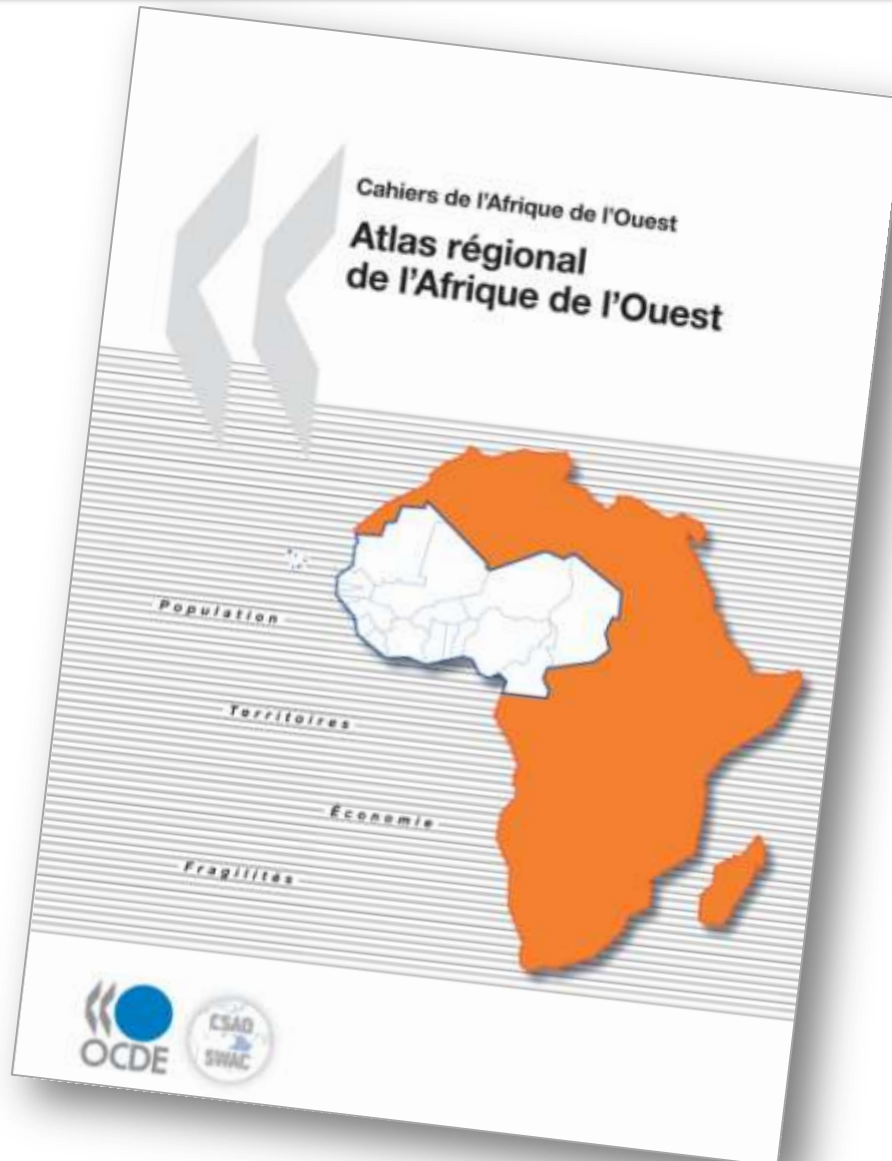 Cahiers de l'Afrique de l'Ouest
Atlas régional
de l'Afrique de l'Ouest
Population
Territoires
Économie
Fragilités
OCDE
CSAO
SWAC